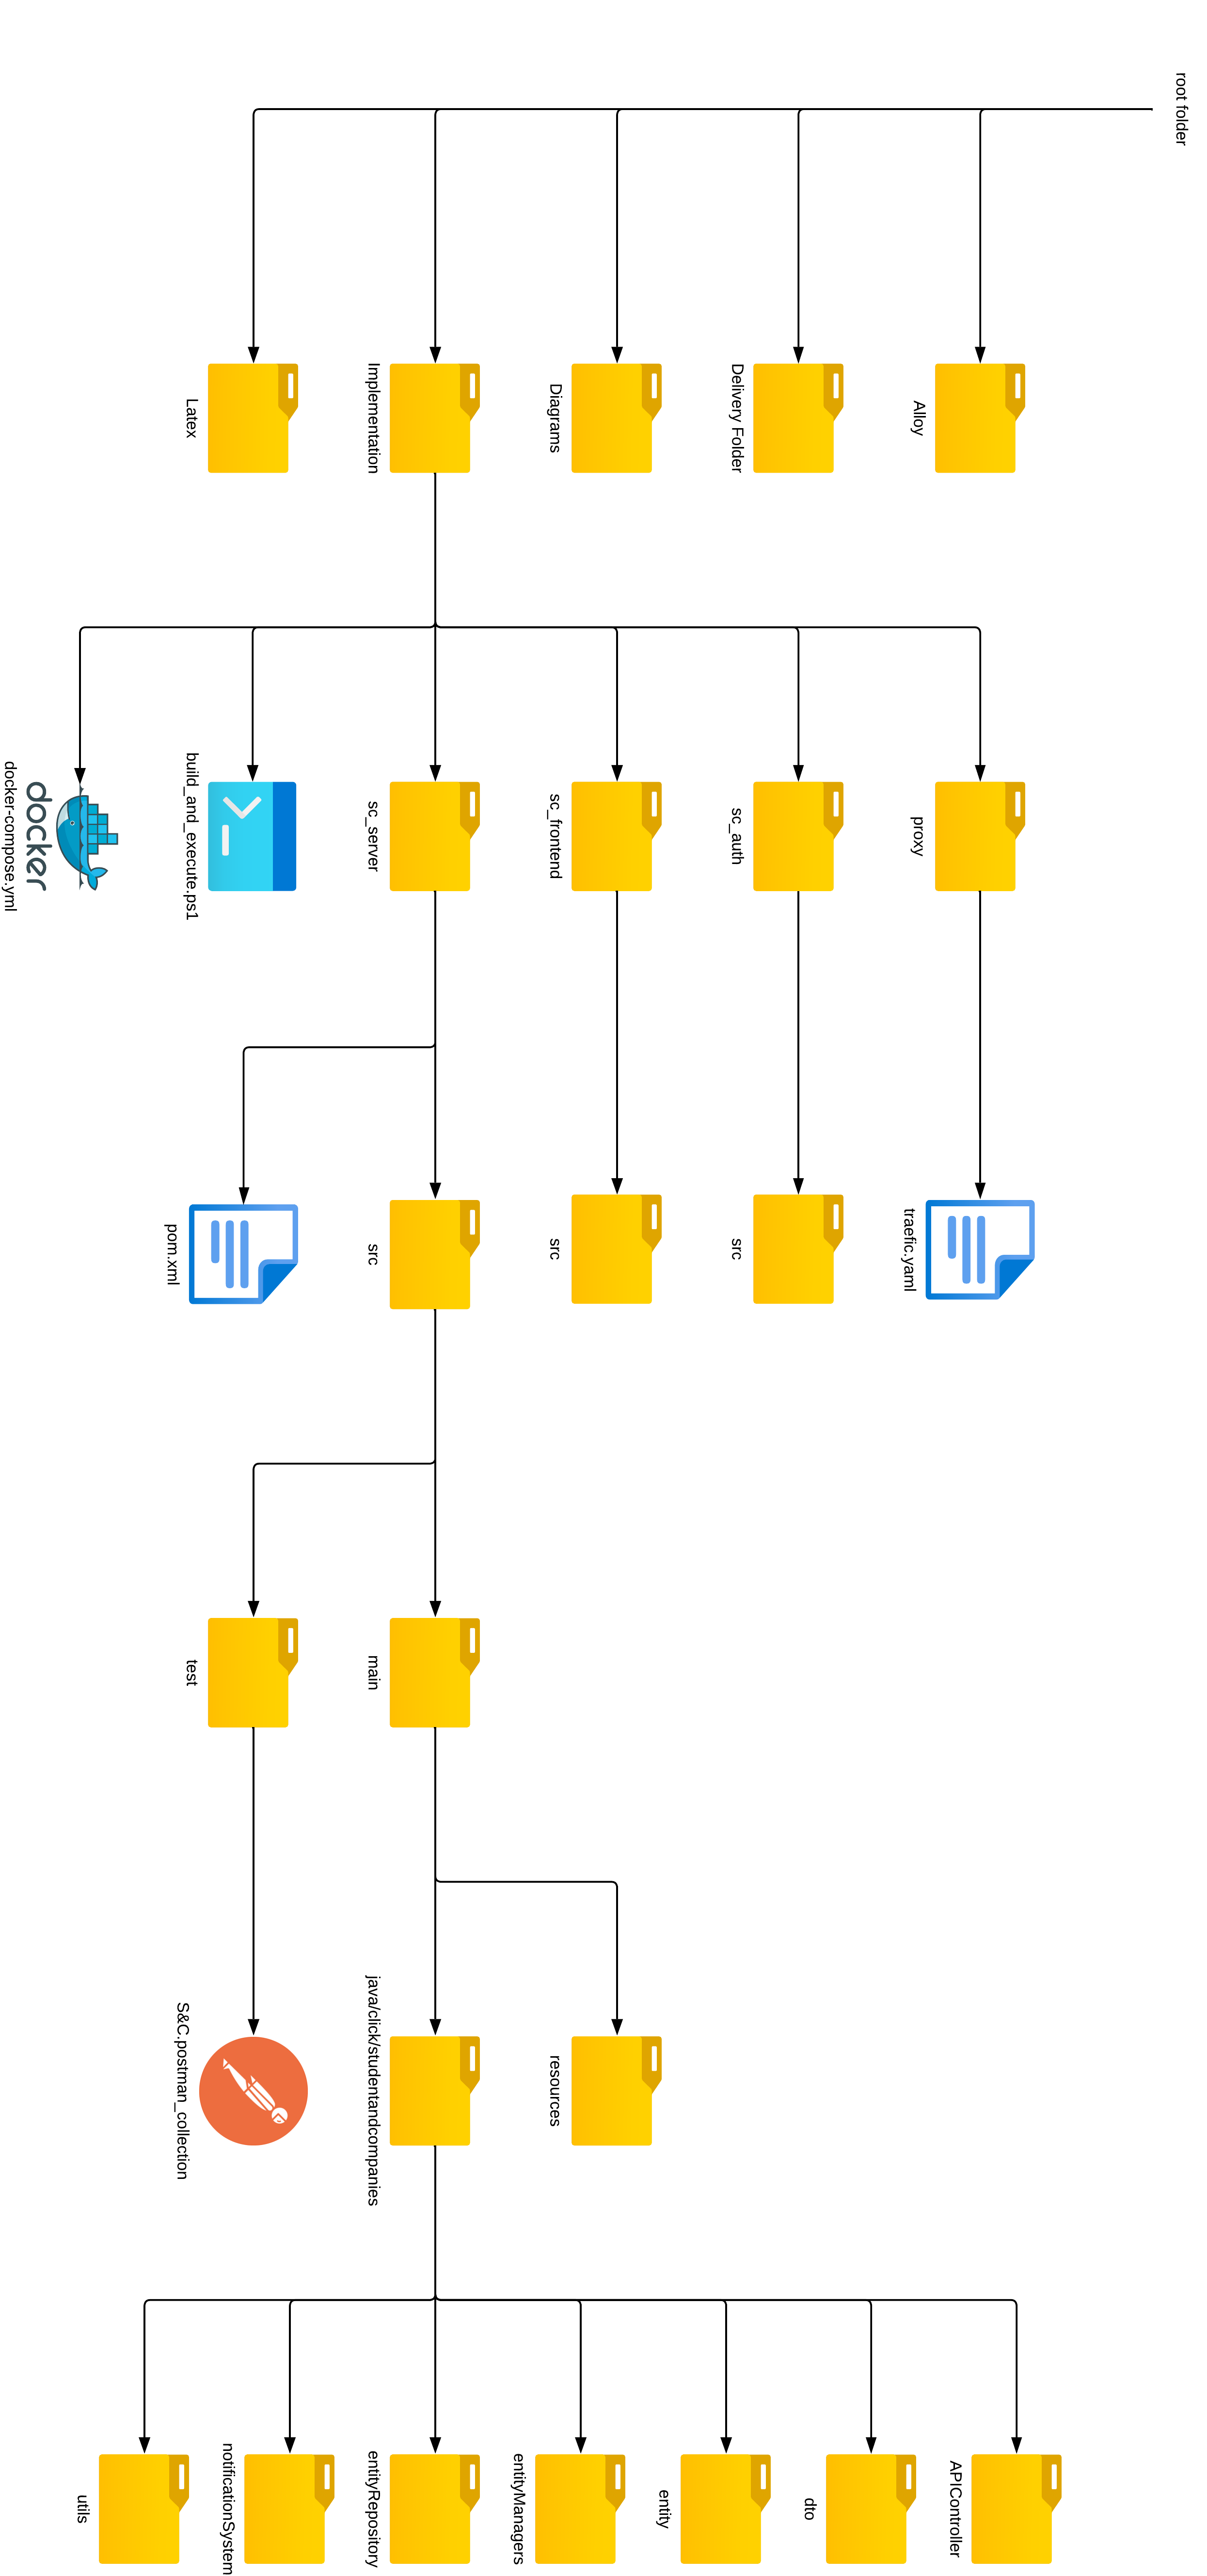 root folder
Alloy
Delivery Folder
Diagrams
Implementation
Latex
proxy
sc_auth
sc_frontend
sc_server
build_and_execute.ps1
docker
docker-compose.yml
traefic.yaml
src
src
src
pom.xml
main
test
resources
java/click/studentandcompanies
S&C.postman_collection
APIController
dto
entity
entityManagers
entityRepository
notificationSystem
utils